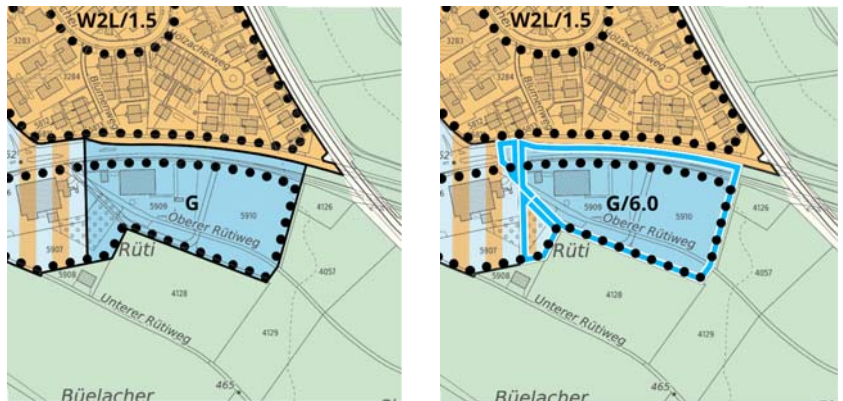 W2L/1.5
Holzacherweg
3283
3284
Blumenweg
5909
G
5910
4126
Oberer Rütiweg
5907
Rüti
5908
4128
4057
Unterer Rütiweg
4129
465
Büelacher
W2L/1.5
Holzacherweg
3283
3284
Blumenweg
5909
G/6.0
5910
4126
Oberer Rütiweg
5907
Rüti
5908
4128
4057
Unterer Rütiweg
4129
465
Büelacher